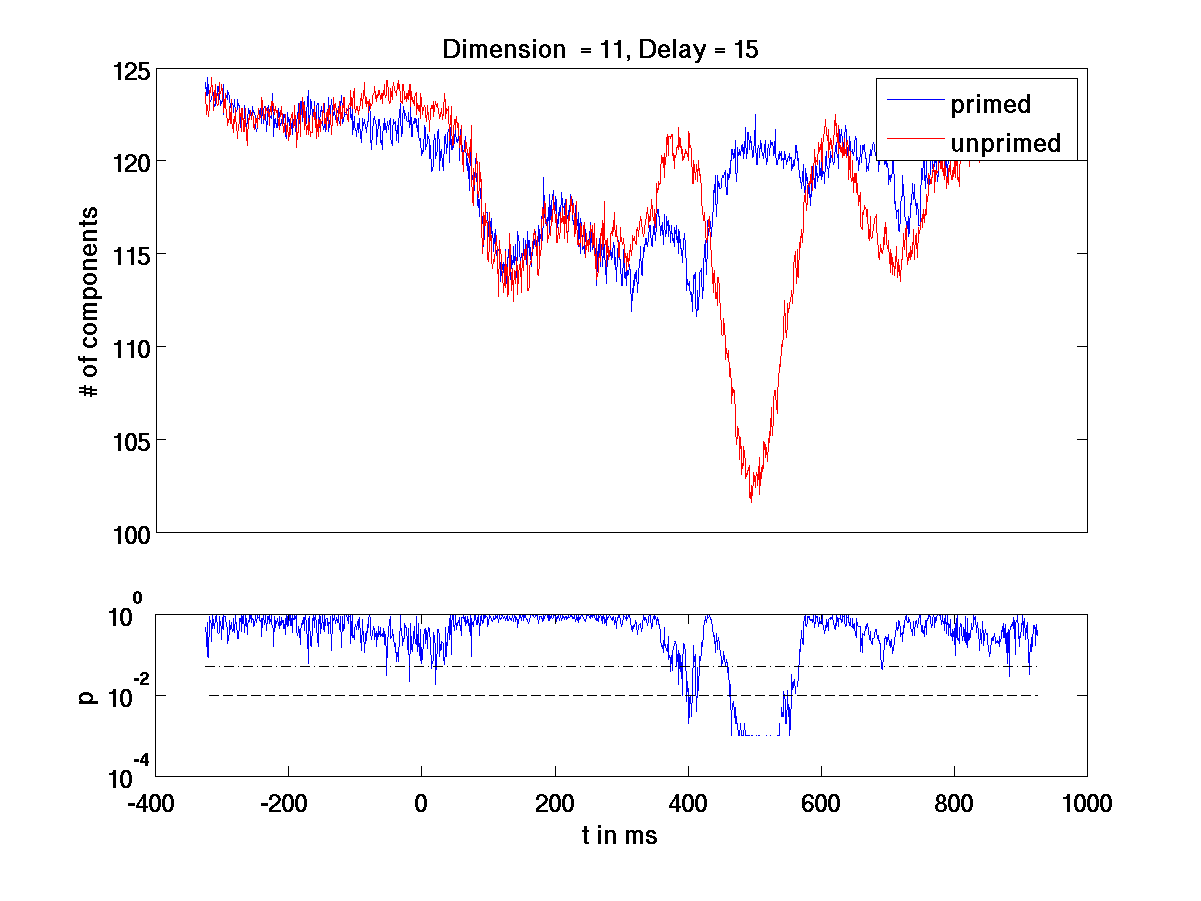 Dimension  = 11, Delay = 15
125
120
115
110
105
100
# of components
primed
unprimed
10^0
10^-2
10^-4
p
-400 -200 0 200 400 600 800 1000
t in ms